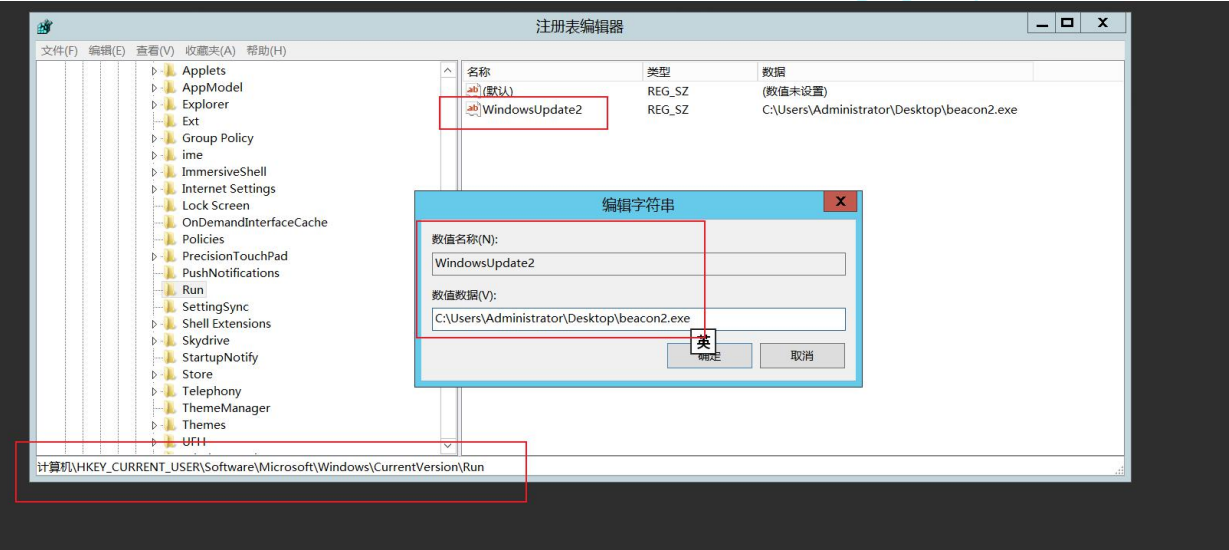 注册表编辑器
文件(F) 编辑(E) 查看(V) 收藏夹(A) 帮助(H)
Applets
AppModel
Explorer
Ext
Group Policy
ime
ImmersiveShell
Internet Settings
Lock Screen
OnDemandInterfaceCache
Policies
PrecisionTouchPad
PushNotifications
Run
SettingSync
Shell Extensions
Skydrive
StartupNotify
Store
Telephony
ThemeManager
Themes
UFH
名称 类型 数据
ab (默认) REG_SZ (数值未设置)
ab WindowsUpdate2 REG_SZ C:\Users\Administrator\Desktop\beacon2.exe
编辑字符串 X
数值名称(N):
WindowsUpdate2
数值数据(V):
C:\Users\Administrator\Desktop\beacon2.exe
英
确定 取消
计算机\HKEY_CURRENT_USER\Software\Microsoft\Windows\CurrentVersion\Run